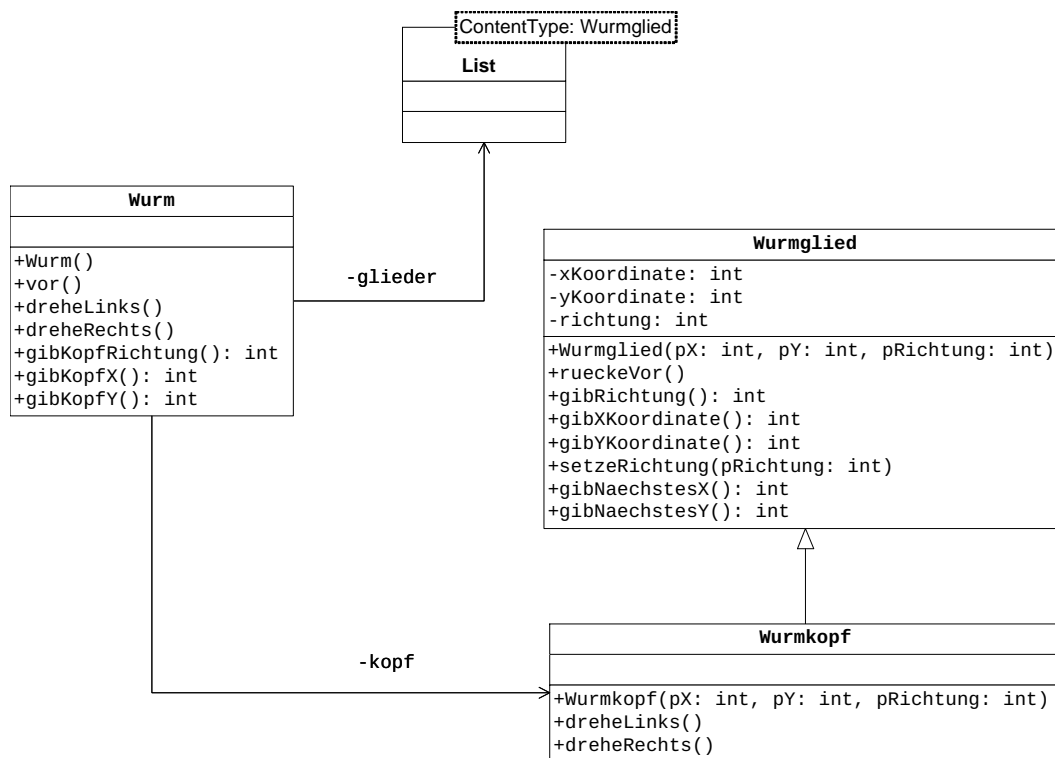 ContentType: Wurmglied
List
Wurm
+Wurm()
+vor()
+dreheLinks()
+dreheRechts()
+gibKopfRichtung(): int
+gibKopfX(): int
+gibKopfY(): int
-glieder
Wurmglied
-xKoordinate: int
-yKoordinate: int
-richtung: int
+Wurmglied(pX: int, pY: int, pRichtung: int)
+rueckeVor()
+gibRichtung(): int
+gibXKoordinate(): int
+gibYKoordinate(): int
+setzeRichtung(pRichtung: int)
+gibNaechstesX(): int
+gibNaechstesY(): int
-kopf
Wurmkopf
+Wurmkopf(pX: int, pY: int, pRichtung: int)
+dreheLinks()
+dreheRechts()